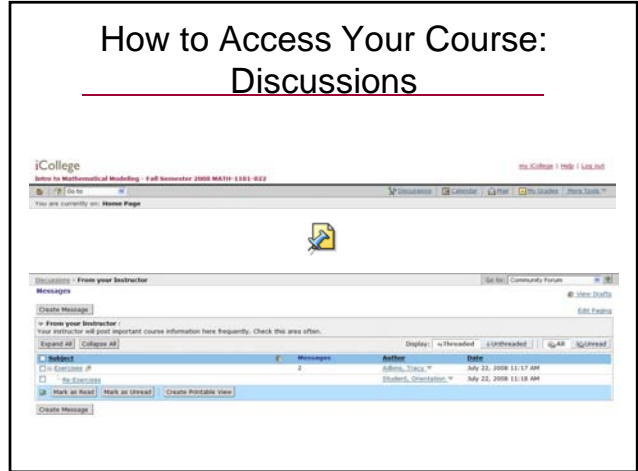 How to Access Your Course:
Discussions
iCollege
my iCollege | Help | Log out
Intro to Mathematical Modeling - Fall Semester 2008 MATH-1101-022
Go to
Discussions Calendar Mail My Grades More Tools
You are currently on: Home Page
Discussions › From your Instructor
Go to: Community Forum
Messages
View Drafts
Create Message
Edit Paging
From your Instructor :
Your instructor will post important course information here frequently. Check this area often.
Expand All Collapse All Display: Threaded Unthreaded | All Unread
Subject Messages Author Date
Exercises 2 Adkins, Tracy July 22, 2008 11:17 AM
Re:Exercises Student, Orientation July 22, 2008 11:18 AM
Mark as Read Mark as Unread Create Printable View
Create Message